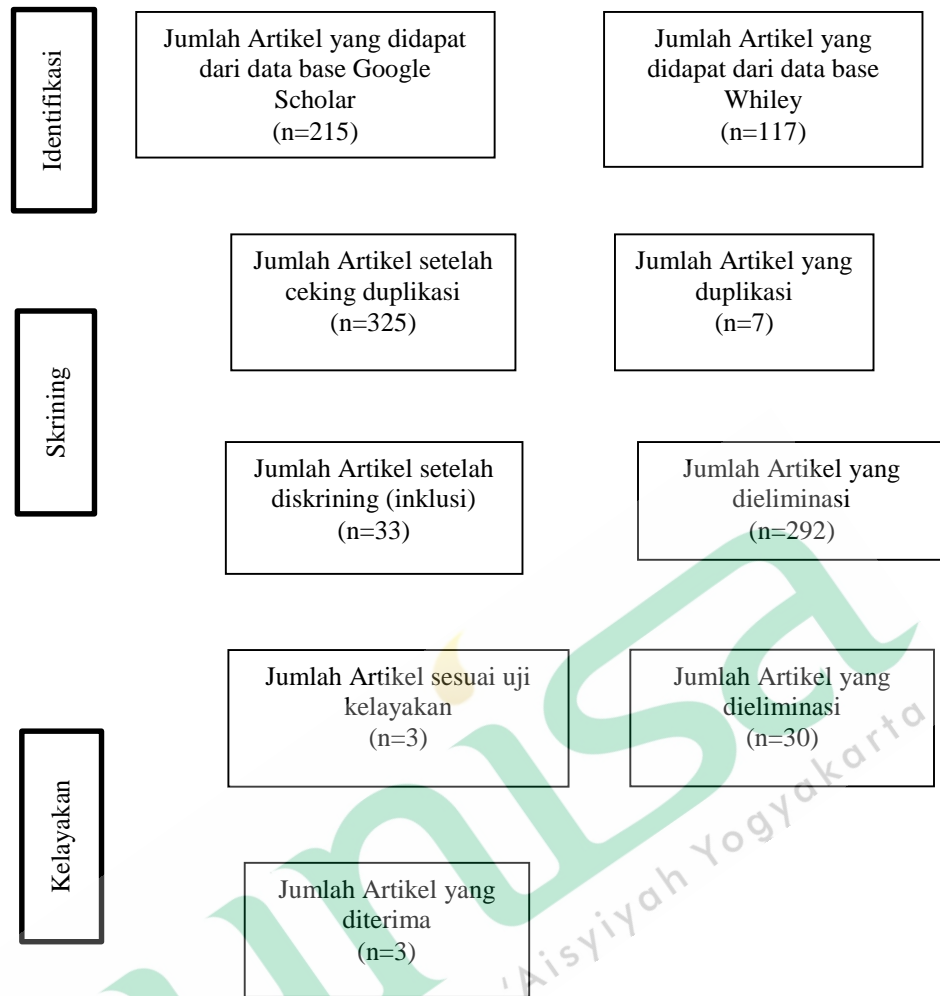 Identifikasi
Jumlah Artikel yang didapat
dari data base Google
Scholar
(n=215)
Jumlah Artikel yang
didapat dari data base
Whiley
(n=117)
Skrining
Jumlah Artikel setelah
ceking duplikasi
(n=325)
Jumlah Artikel yang
duplikasi
(n=7)
Jumlah Artikel setelah
diskrining (inklusi)
(n=33)
Jumlah Artikel yang
dieliminasi
(n=292)
Kelayakan
Jumlah Artikel sesuai uji
kelayakan
(n=3)
Jumlah Artikel yang
dieliminasi
(n=30)
Jumlah Artikel yang
diterima
(n=3)
unisa
'Aisyiyah Yogyakarta